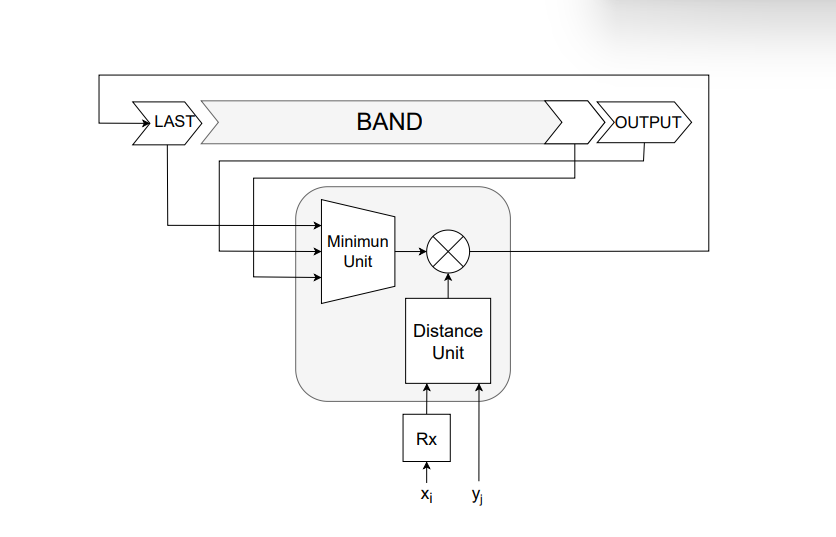 LAST
BAND
OUTPUT
Minimun
Unit
Distance
Unit
Rx
xi
yj